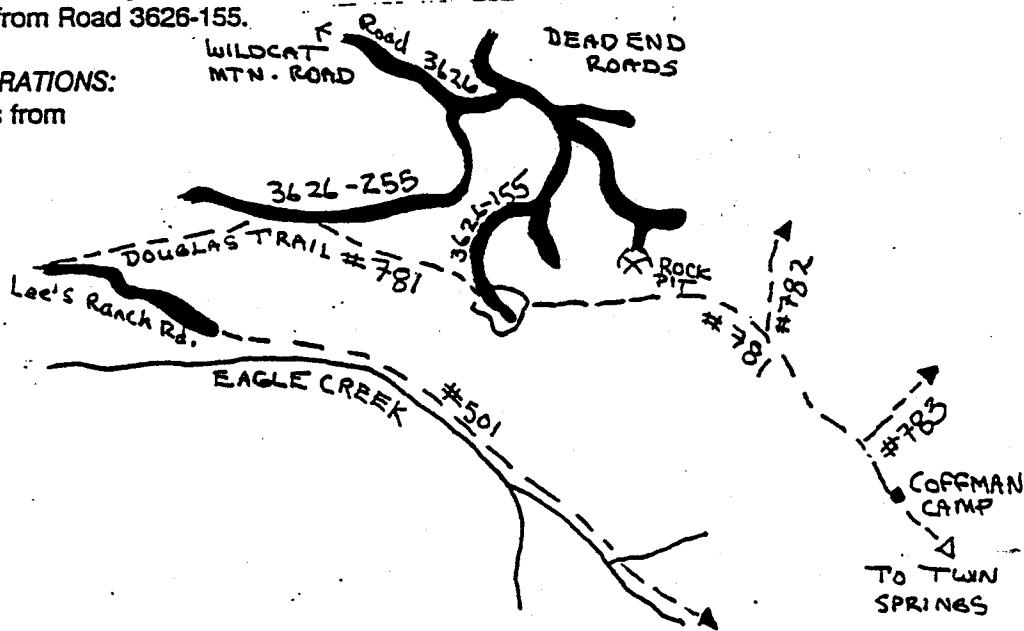 from Road 3626-155.
RATIONS:
s from
WILDCAT
MTN. ROAD
Road 3626
DEAD END
ROADS
3626-255
3626-155
DOUGLAS TRAIL #781
ROCK
PIT
#782
#781
Lee's Ranch Rd.
EAGLE CREEK
#501
#783
COFFMAN
CAMP
TO TWIN
SPRINGS